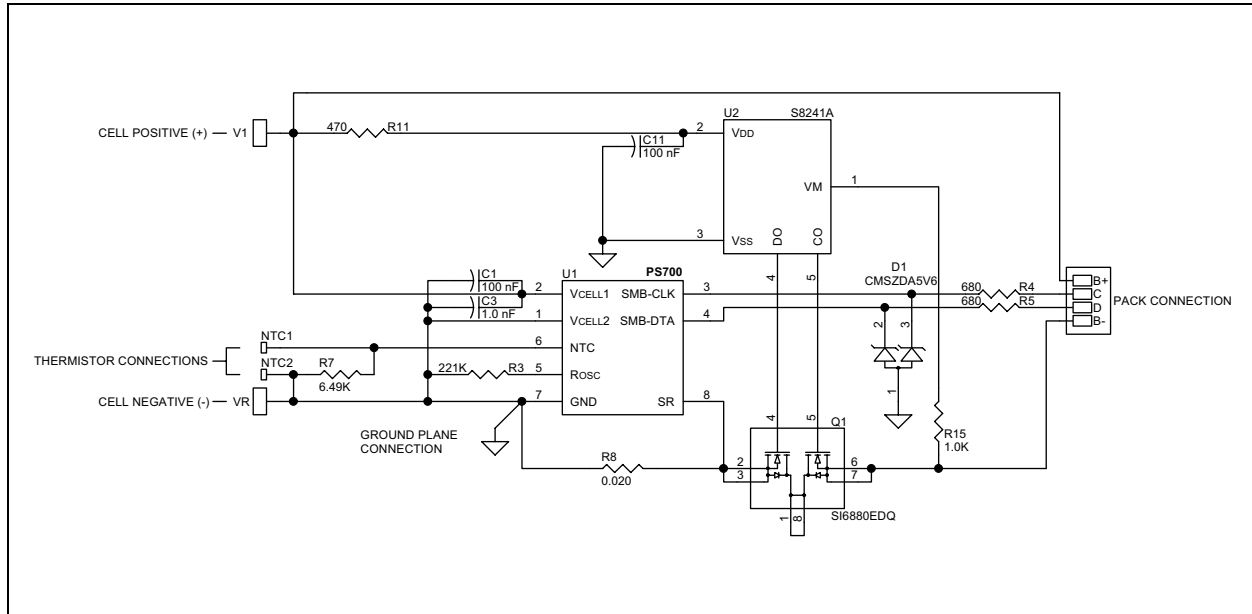 U2 S8241A
CELL POSITIVE (+) V1
470 R11
C11
100 nF
2 VDD
VM 1
3 VSS
DO
CO
4
5
D1
CMSZDA5V6
C1
100 nF
C3
1.0 nF
U1 PS700
2 VCELL1 SMB-CLK 3
1 VCELL2 SMB-DTA 4
6 NTC
5 ROSC
7 GND SR 8
680 R4
680 R5
B+
C
D
B-
PACK CONNECTION
2
3
1
THERMISTOR CONNECTIONS
NTC1
NTC2
R7
6.49K
221K R3
CELL NEGATIVE (-) VR
GROUND PLANE
CONNECTION
R8
0.020
4
5
Q1
2
3
6
7
1
8
SI6880EDQ
R15
1.0K